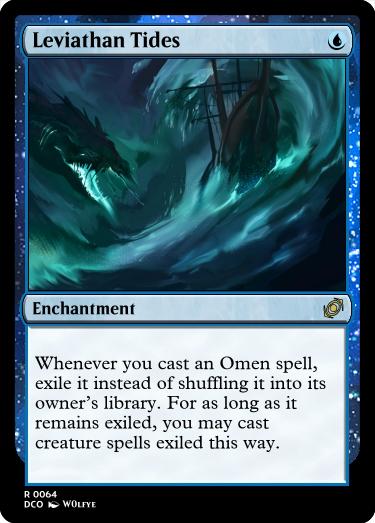 Leviathan Tides
Enchantment
Whenever you cast an Omen spell,
exile it instead of shuffling it into its
owner's library. For as long as it
remains exiled, you may cast
creature spells exiled this way.
R 0064
DCO W0LFYE